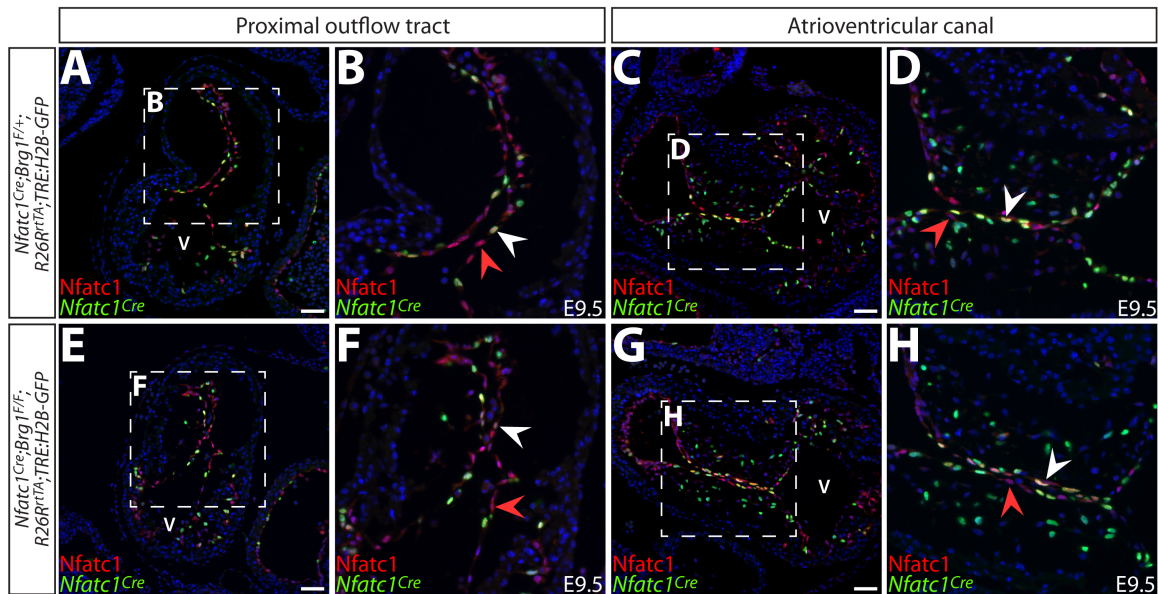 Proximal outflow tract
Atrioventricular canal
Nfatc1Cre;Brg1F/+;
R26RrtTA;TRE:H2B-GFP
A
B
V
Nfatc1
Nfatc1Cre
B
Nfatc1
Nfatc1Cre
E9.5
C
D
V
Nfatc1
Nfatc1Cre
D
Nfatc1
Nfatc1Cre
E9.5
Nfatc1Cre;Brg1F/F;
R26RrtTA;TRE:H2B-GFP
E
F
V
Nfatc1
Nfatc1Cre
F
Nfatc1
Nfatc1Cre
E9.5
G
H
V
Nfatc1
Nfatc1Cre
H
Nfatc1
Nfatc1Cre
E9.5